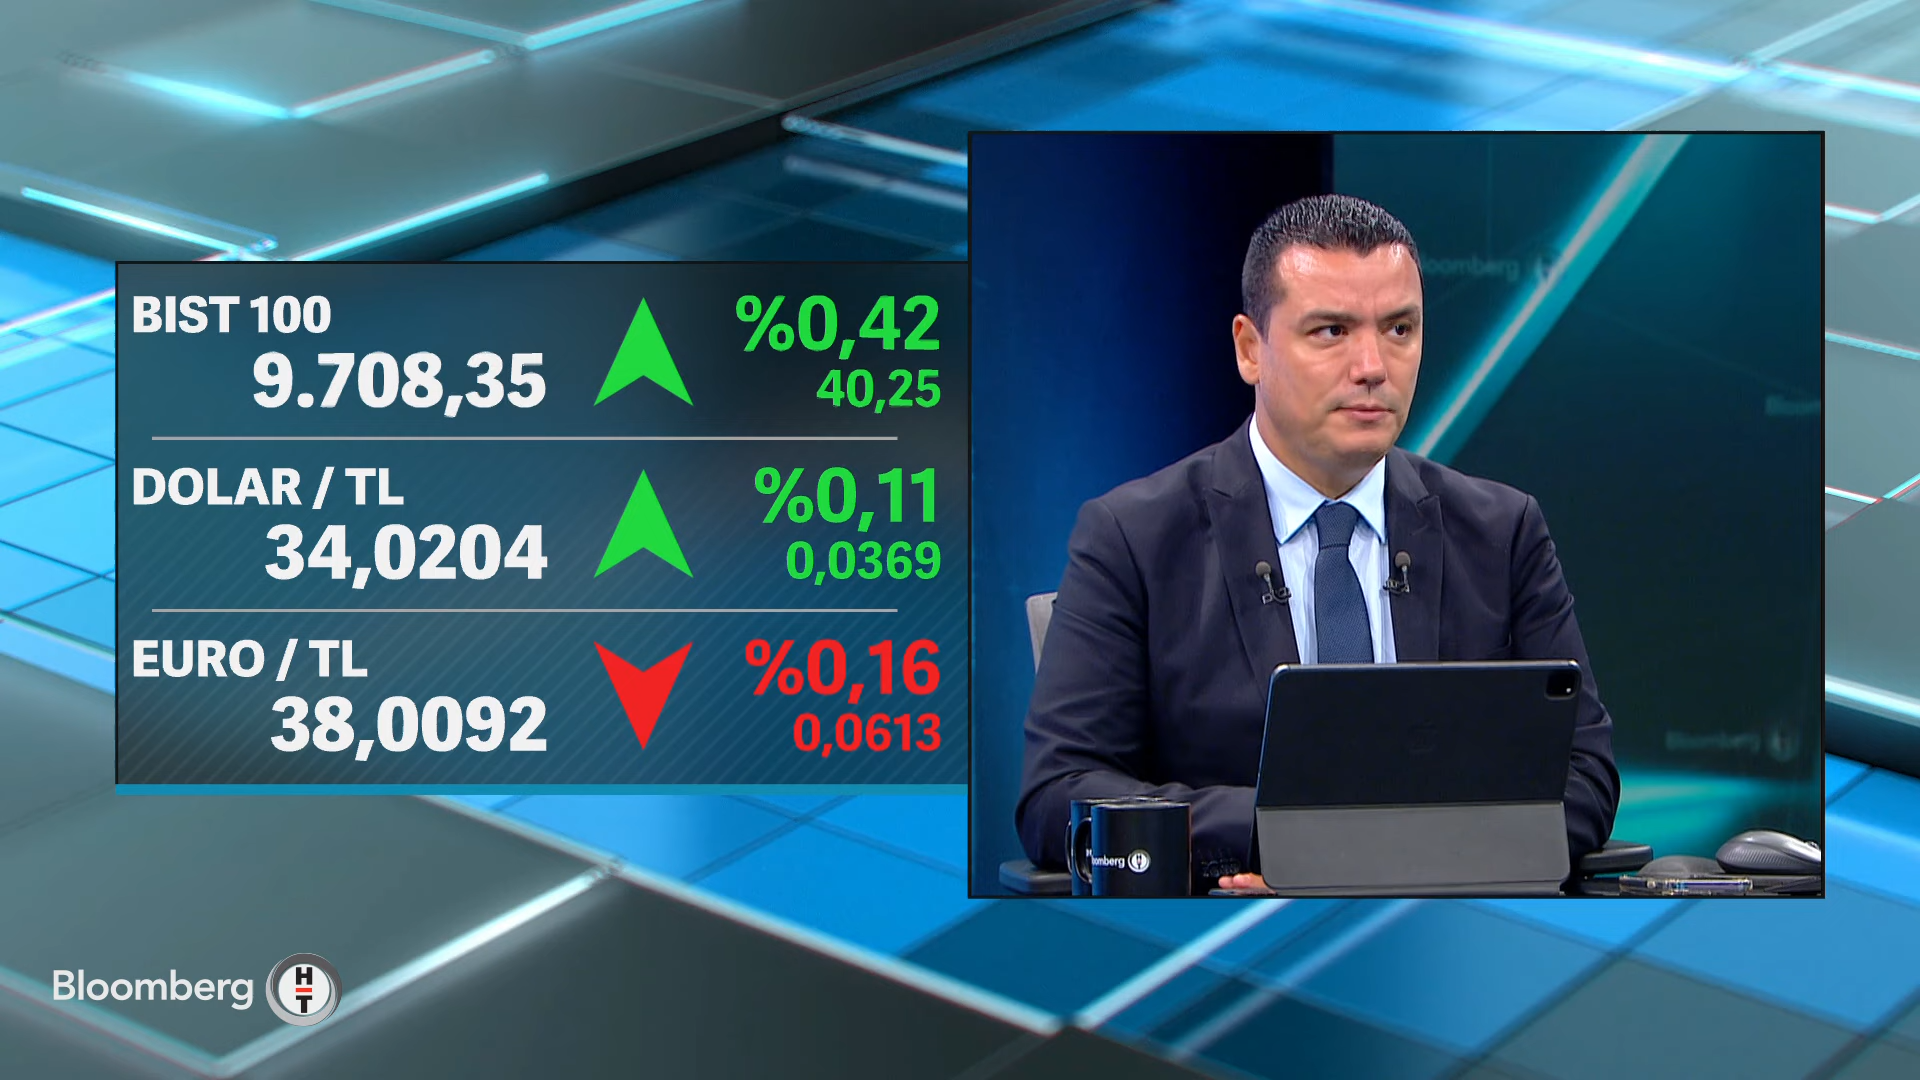 BIST 100
9.708,35
%0,42
40,25
DOLAR / TL
34,0204
%0,11
0,0369
EURO / TL
38,0092
%0,16
0,0613
Bloomberg
Bloomberg HT